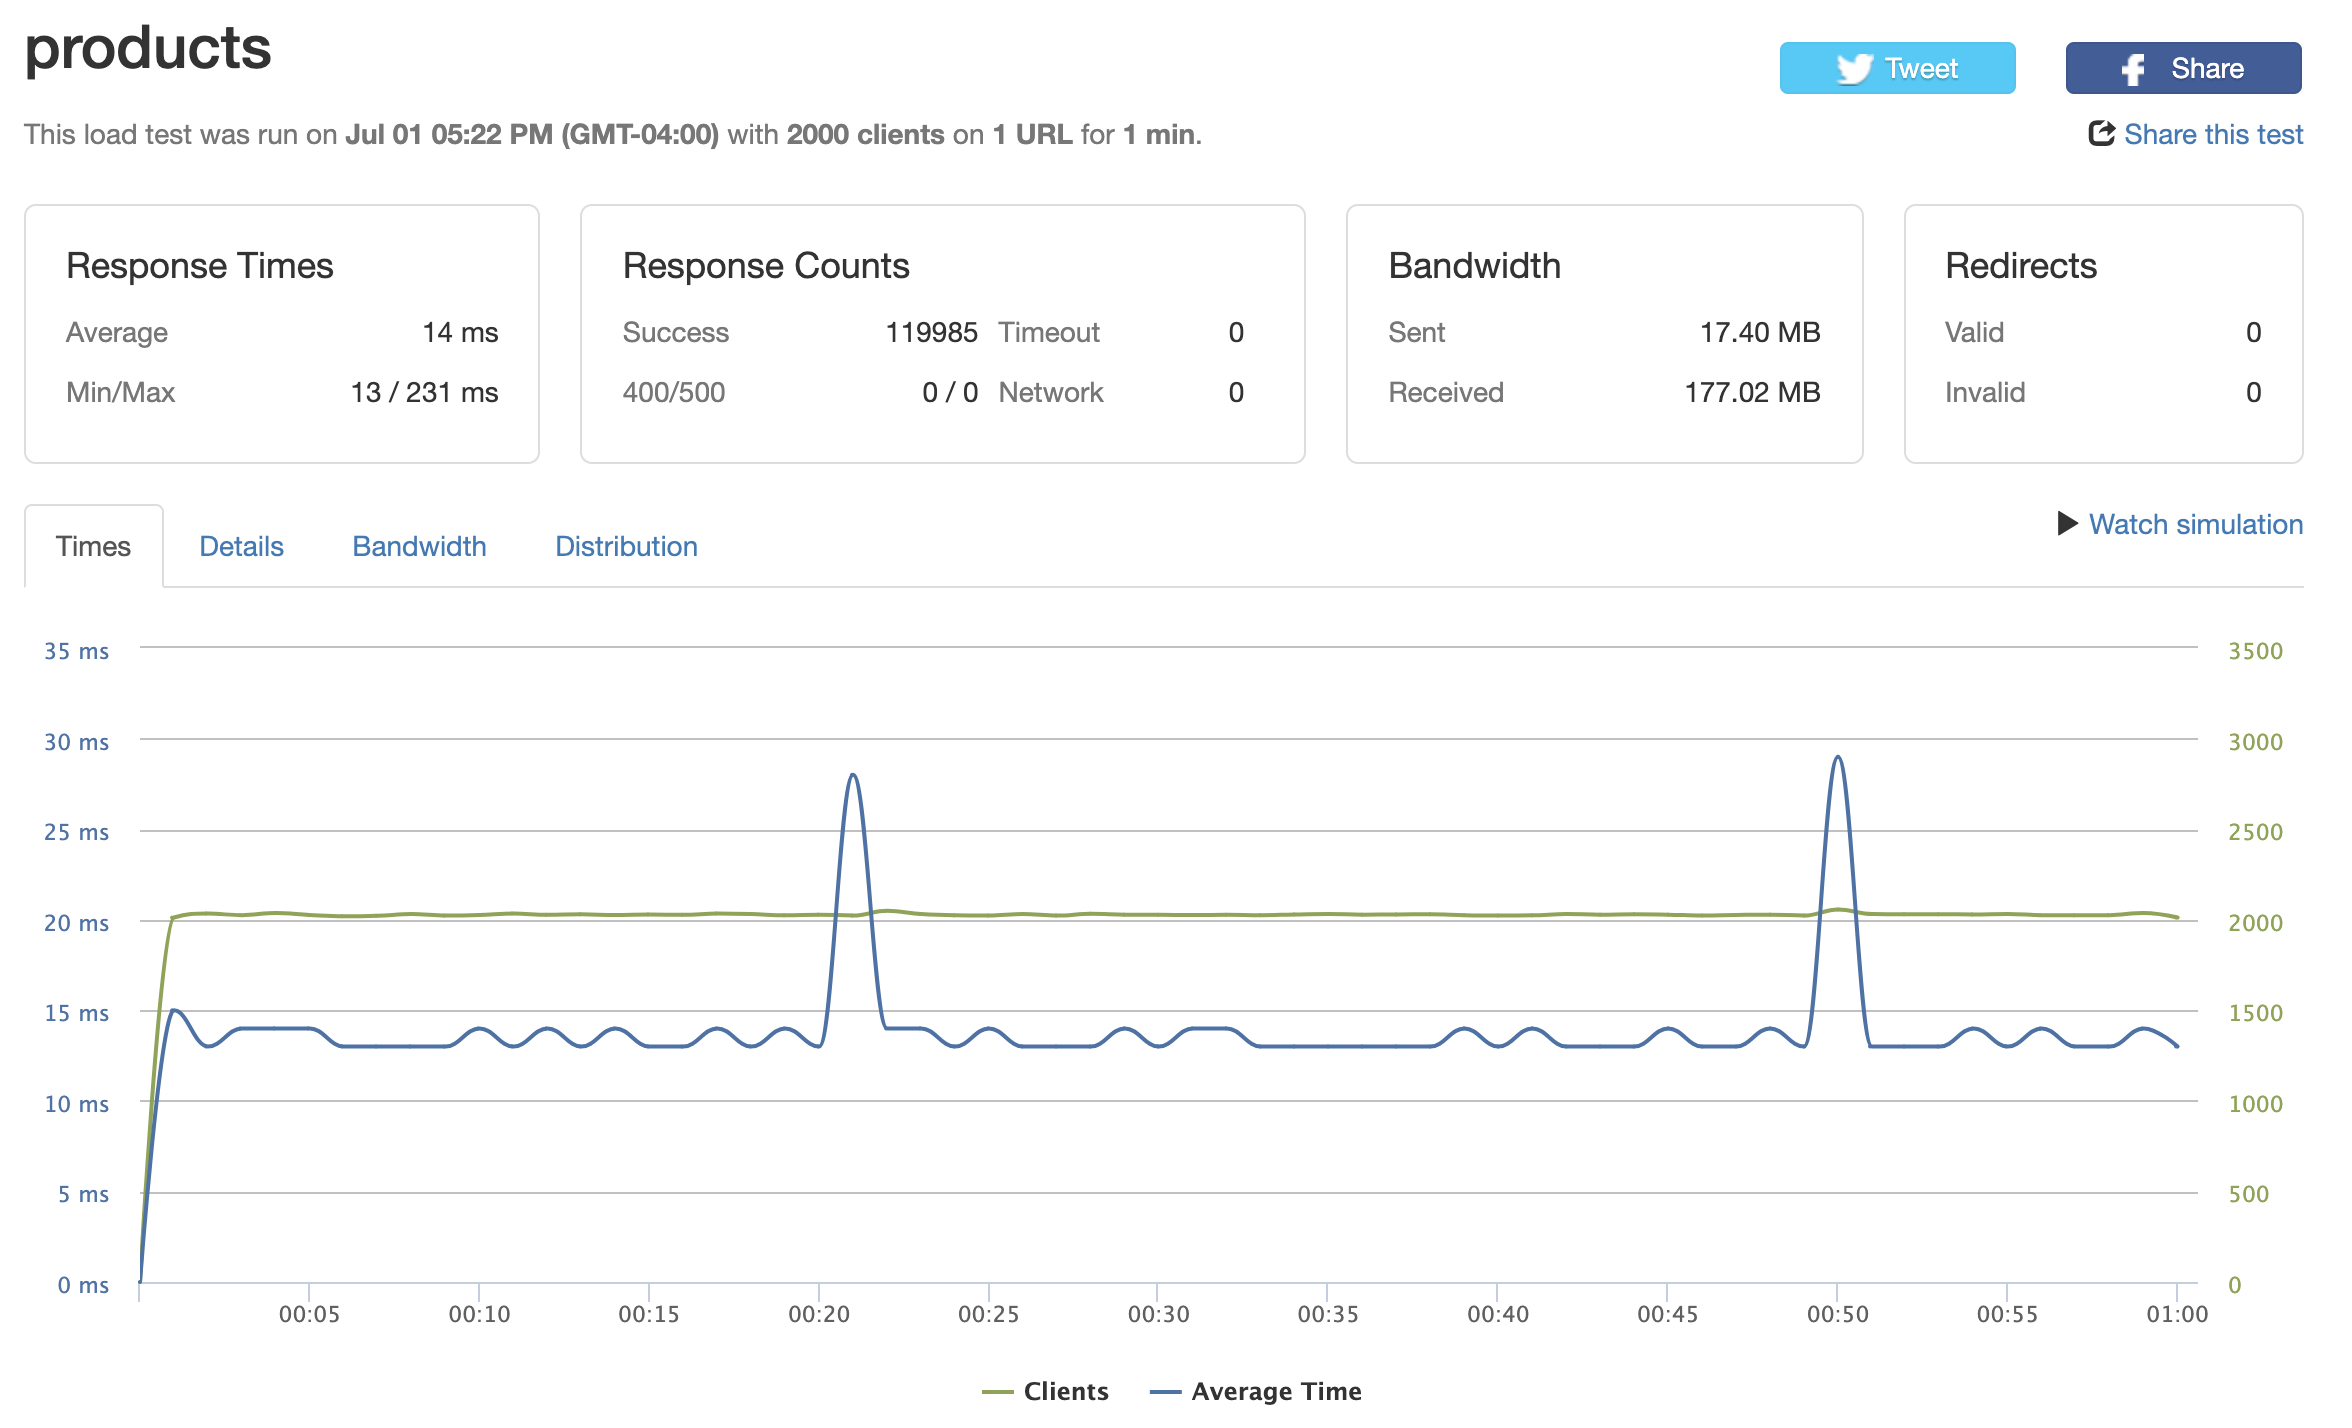 products
Tweet
Share
This load test was run on Jul 01 05:22 PM (GMT-04:00) with 2000 clients on 1 URL for 1 min.
Share this test
Response Times
Average 14 ms
Min/Max 13 / 231 ms
Response Counts
Success 119985 Timeout 0
400/500 0 / 0 Network 0
Bandwidth
Sent 17.40 MB
Received 177.02 MB
Redirects
Valid 0
Invalid 0
Times Details Bandwidth Distribution
Watch simulation
35 ms 3500
30 ms 3000
25 ms 2500
20 ms 2000
15 ms 1500
10 ms 1000
5 ms 500
0 ms 0
00:05 00:10 00:15 00:20 00:25 00:30 00:35 00:40 00:45 00:50 00:55 01:00
Clients Average Time